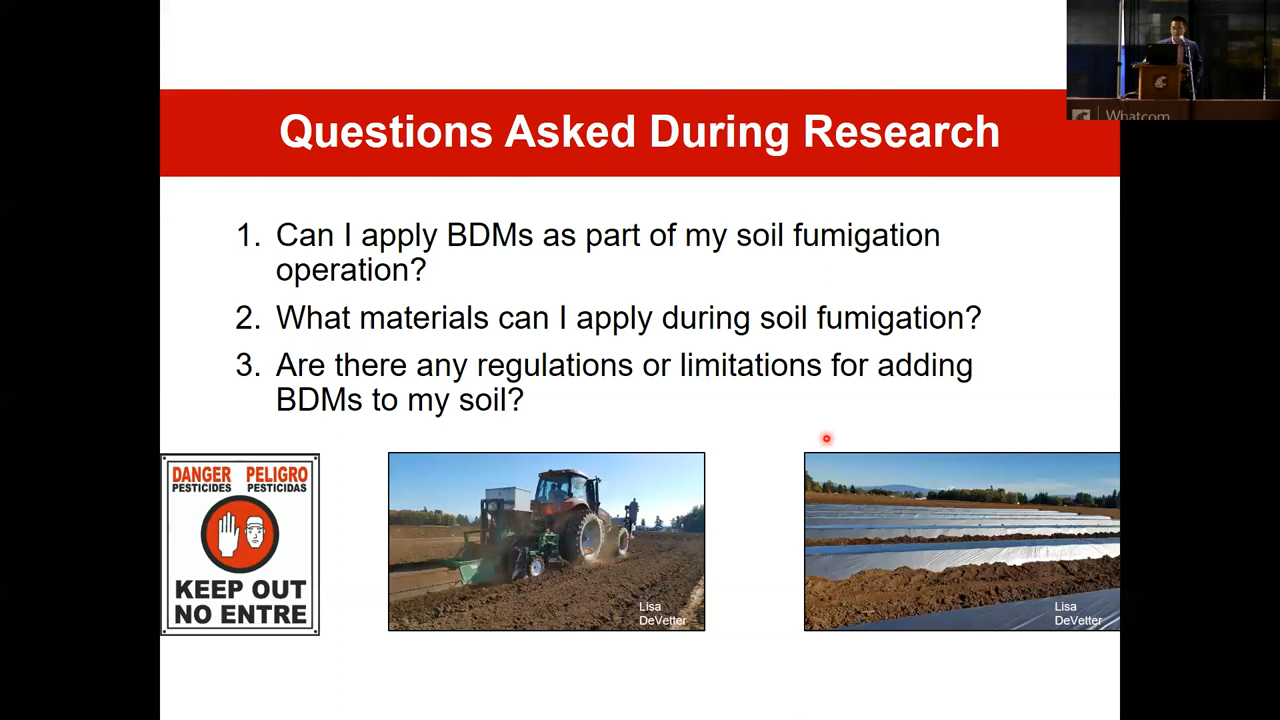 Questions Asked During Research
Whatcom
1. Can I apply BDMs as part of my soil fumigation
operation?
2. What materials can I apply during soil fumigation?
3. Are there any regulations or limitations for adding
BDMs to my soil?
DANGER PELIGRO
PESTICIDES PESTICIDAS
KEEP OUT
NO ENTRE
Lisa
DeVetter
Lisa
DeVetter